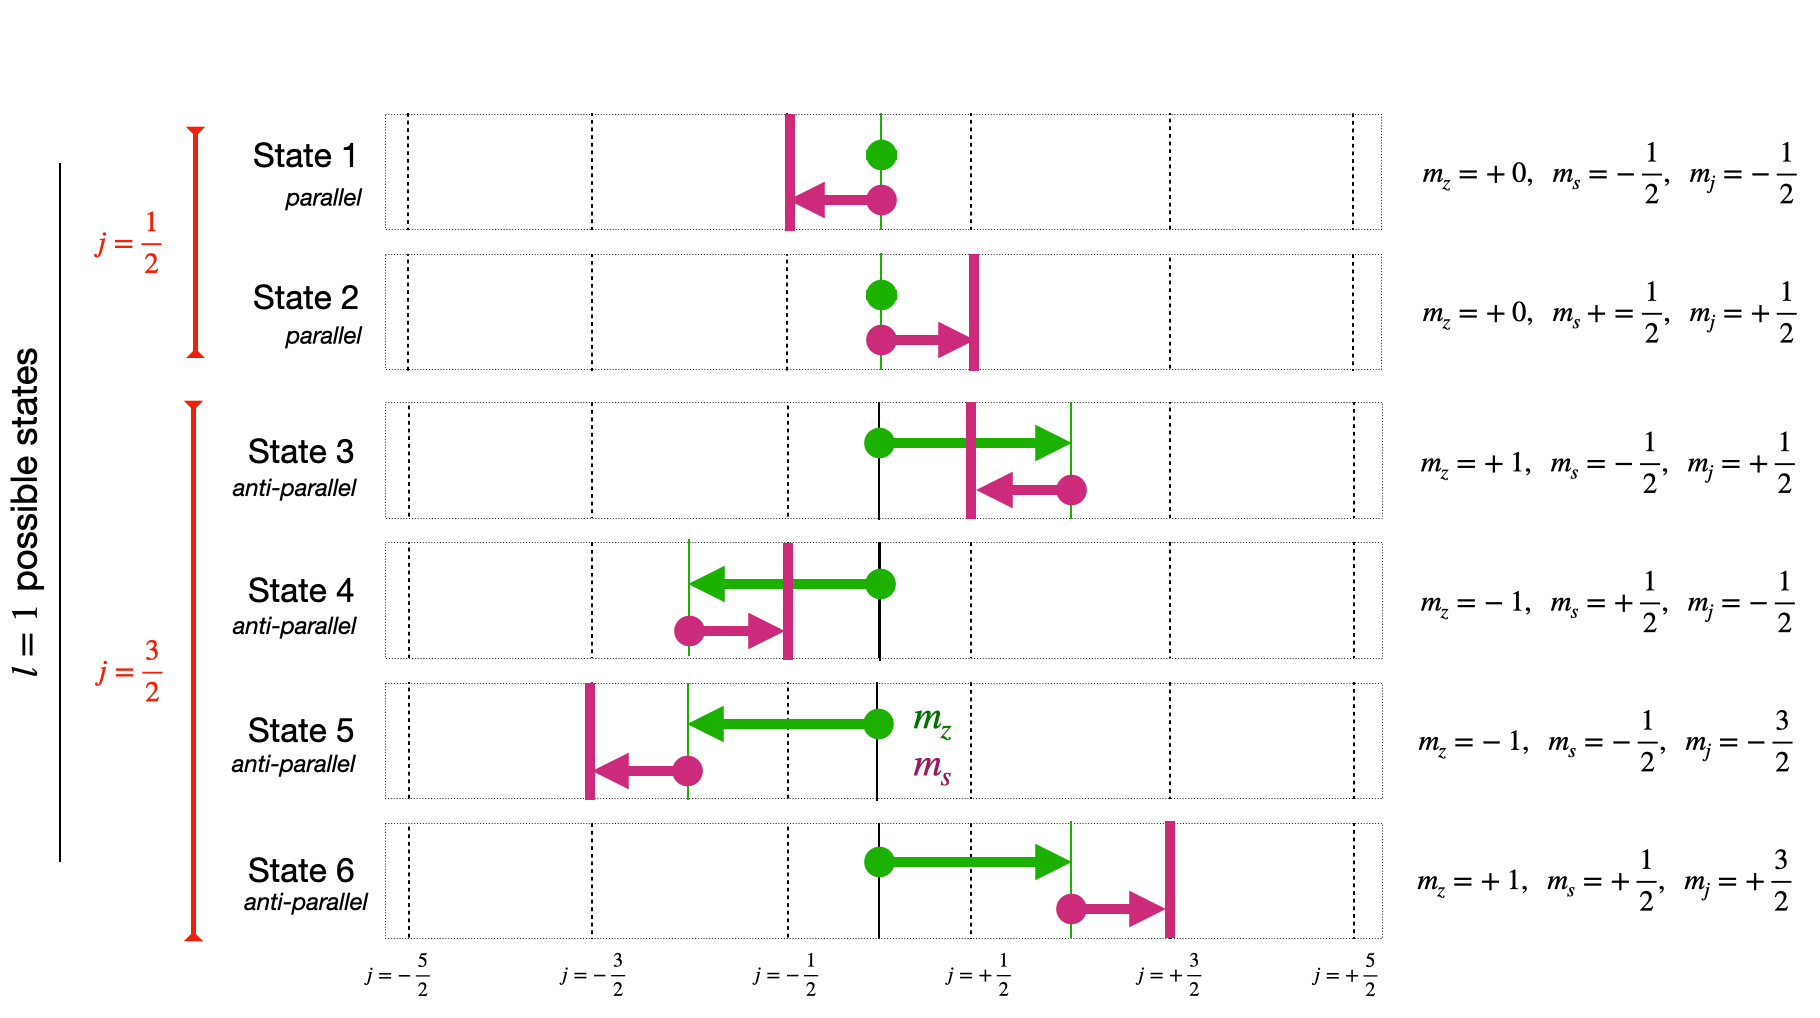 l = 1 possible states
j = 1/2
State 1
parallel
m_z = + 0, m_s = − 1/2, m_j = − 1/2
State 2
parallel
m_z = + 0, m_s + = 1/2, m_j = + 1/2
j = 3/2
State 3
anti-parallel
m_z = + 1, m_s = − 1/2, m_j = + 1/2
State 4
anti-parallel
m_z = − 1, m_s = + 1/2, m_j = − 1/2
State 5
anti-parallel
m_z
m_s
m_z = − 1, m_s = − 1/2, m_j = − 3/2
State 6
anti-parallel
m_z = + 1, m_s = + 1/2, m_j = + 3/2
j = − 5/2 j = − 3/2 j = − 1/2 j = + 1/2 j = + 3/2 j = + 5/2